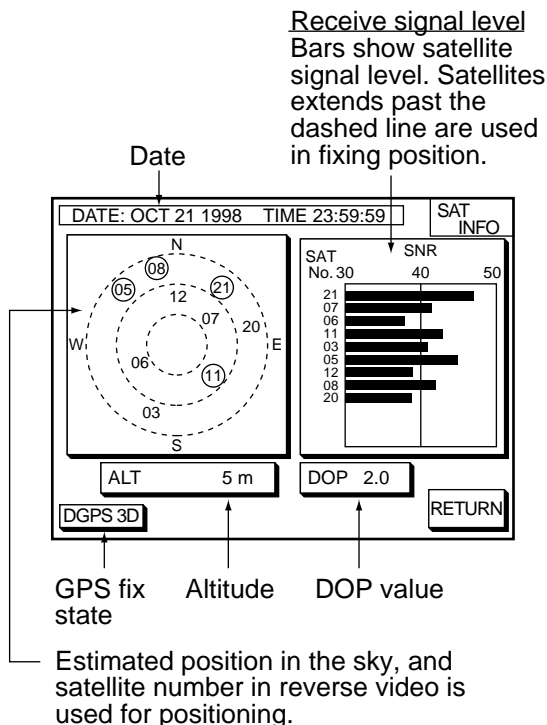 Receive signal level
Bars show satellite
signal level. Satellites
extends past the
dashed line are used
in fixing position.
Date
DATE: OCT 21 1998 TIME 23:59:59
SAT
INFO
N
08
05
21
12
07
20
W
E
06
11
03
S
SNR
SAT
No. 30 40 50
21
07
06
11
03
05
12
08
20
ALT 5 m
DOP 2.0
DGPS 3D
RETURN
GPS fix
state
Altitude
DOP value
Estimated position in the sky, and
satellite number in reverse video is
used for positioning.